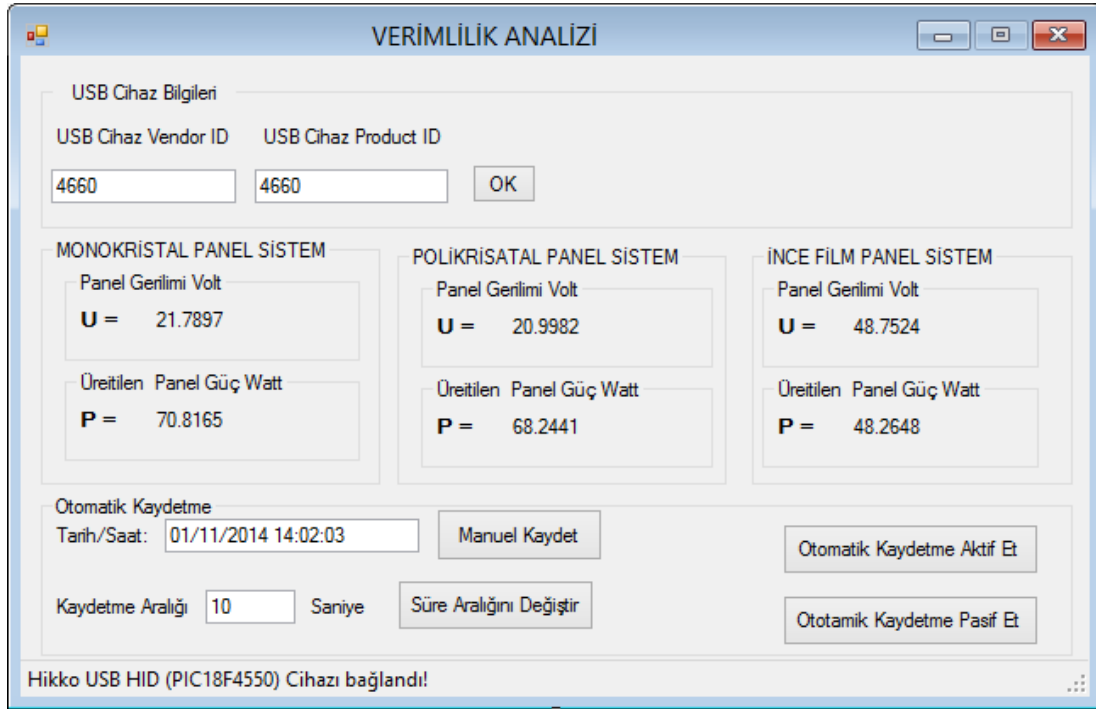 VERİMLİLİK ANALİZİ
USB Cihaz Bilgileri
USB Cihaz Vendor ID USB Cihaz Product ID
4660 4660 OK
MONOKRİSTAL PANEL SİSTEM
Panel Gerilimi Volt
U = 21.7897
Üreitilen Panel Güç Watt
P = 70.8165
POLİKRİSATAL PANEL SİSTEM
Panel Gerilimi Volt
U = 20.9982
Üreitilen Panel Güç Watt
P = 68.2441
İNCE FİLM PANEL SİSTEM
Panel Gerilimi Volt
U = 48.7524
Üreitilen Panel Güç Watt
P = 48.2648
Otomatik Kaydetme
Tarih/Saat: 01/11/2014 14:02:03 Manuel Kaydet
Otomatik Kaydetme Aktif Et
Kaydetme Aralığı 10 Saniye Süre Aralığını Değiştir
Ototamik Kaydetme Pasif Et
Hikko USB HID (PIC18F4550) Cihazı bağlandı!